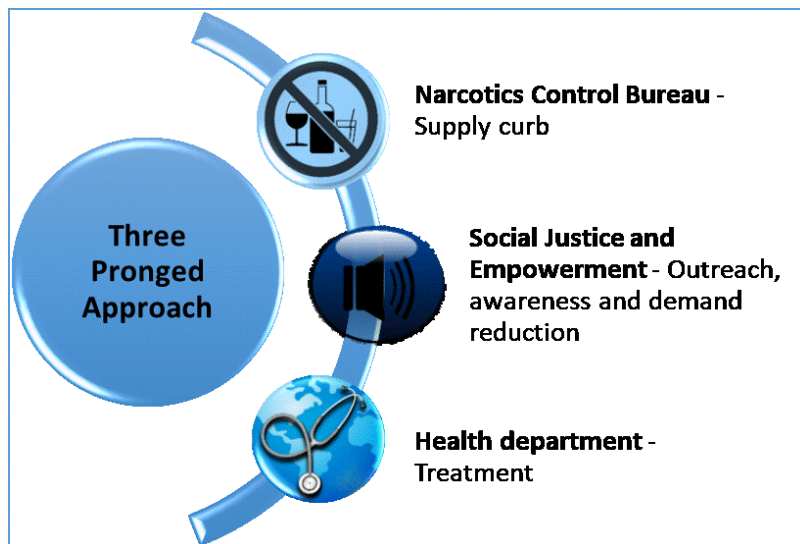 Three
Pronged
Approach
Narcotics Control Bureau -
Supply curb
Social Justice and
Empowerment - Outreach,
awareness and demand
reduction
Health department -
Treatment